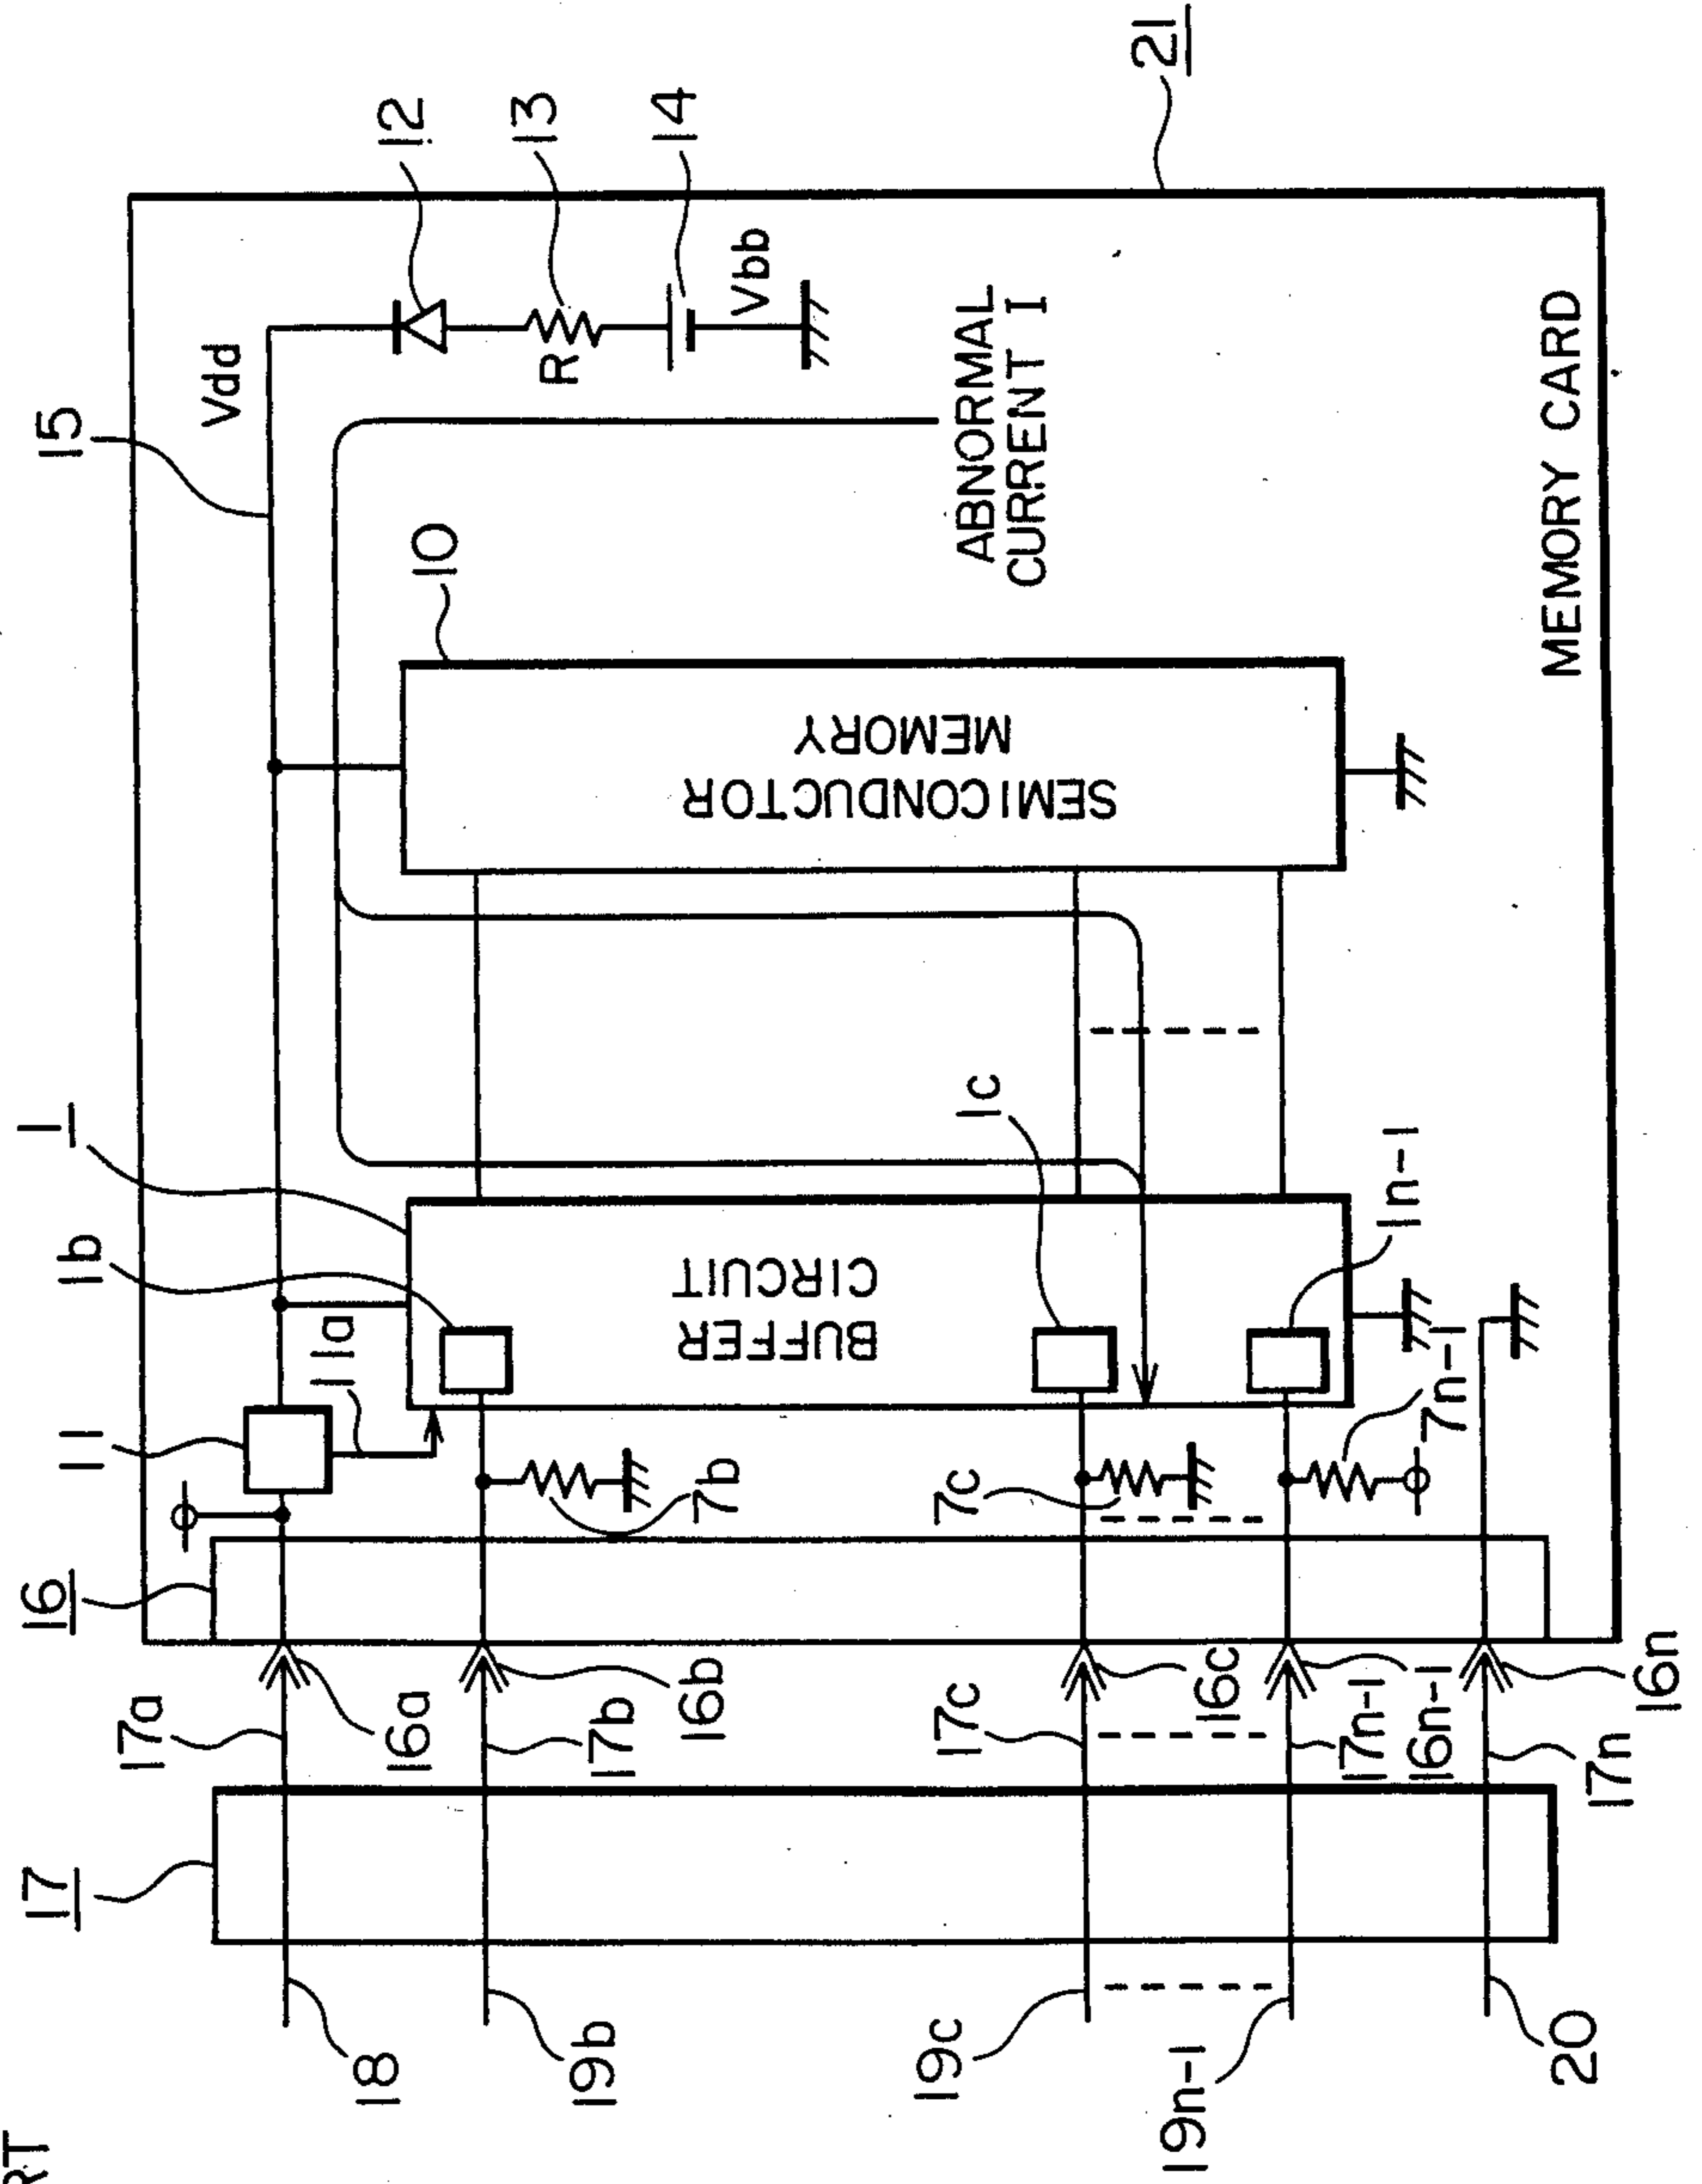 RT
17
16
1
15
11
1b
17a
Vdd
11a
18
16a
12
10
13
R
19b
17b
14
16b
7b
Vbb
BUFFER
CIRCUIT
SEMICONDUCTOR
MEMORY
19c
17c
7c
1c
ABNORMAL
CURRENT I
21
19n-1
16c
17n-1
1n-1
16n-1
7n-1
20
17n
16n
MEMORY CARD